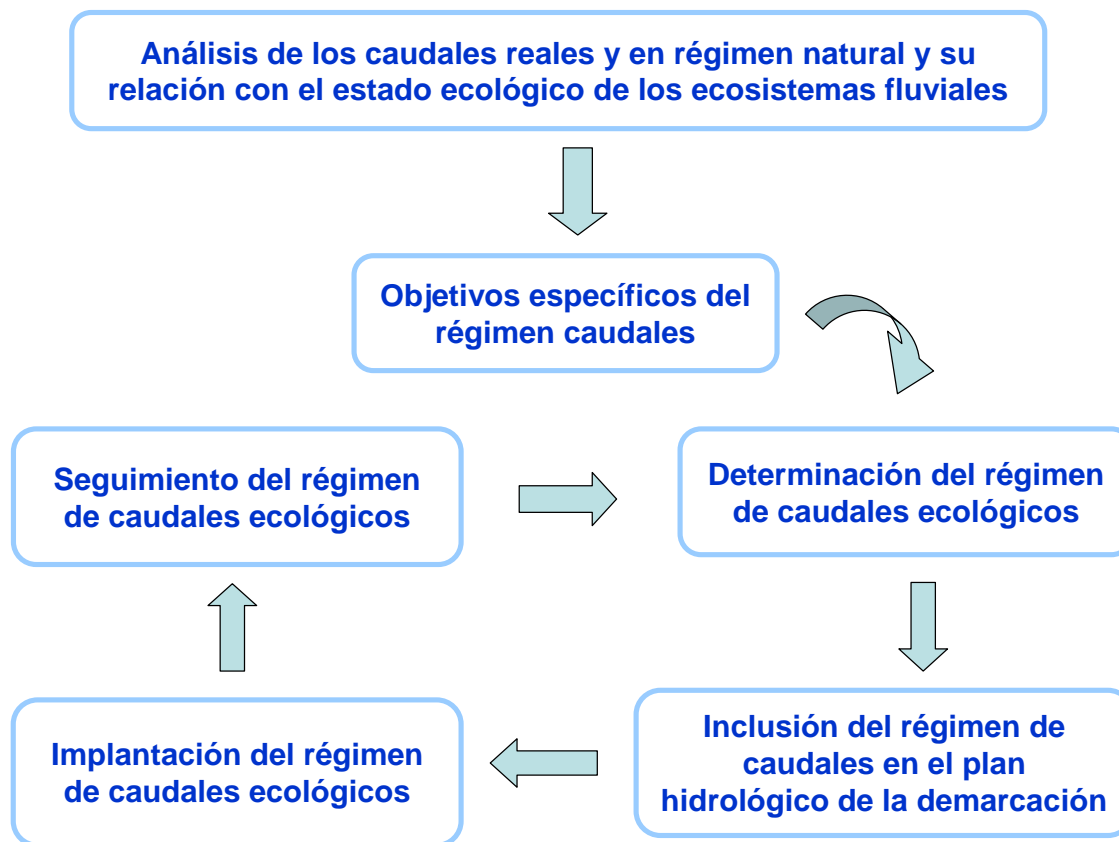 Análisis de los caudales reales y en régimen natural y su
relación con el estado ecológico de los ecosistemas fluviales
Objetivos específicos del
régimen caudales
Seguimiento del régimen
de caudales ecológicos
Determinación del régimen
de caudales ecológicos
Implantación del régimen
de caudales ecológicos
Inclusión del régimen de
caudales en el plan
hidrológico de la demarcación